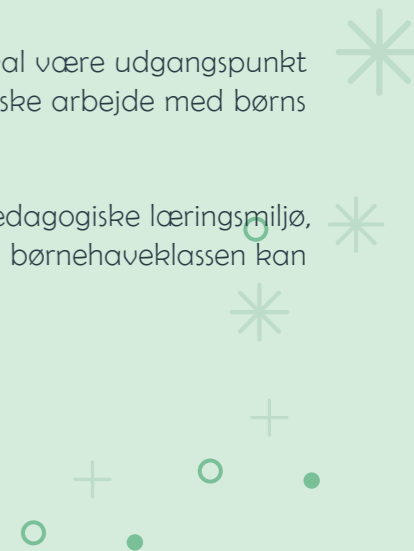 al være udgangspunkt
ske arbejde med børns
edagogiske læringsmiljø,
børnehaveklassen kan